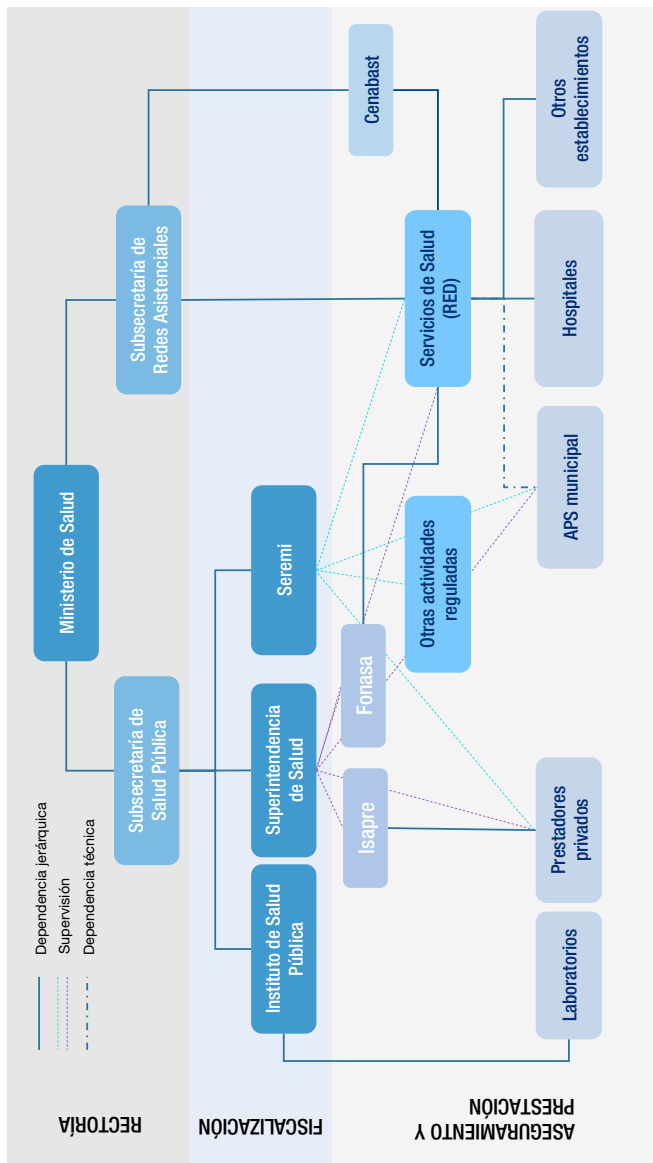 Dependencia jerárquica
Supervisión
Dependencia técnica
RECTORÍA
Ministerio de Salud
Subsecretaría de
Salud Pública
Subsecretaría de
Redes Asistenciales
FISCALIZACIÓN
Instituto de Salud
Pública
Superintendencia
de Salud
Seremi
ASEGURAMIENTO Y
PRESTACIÓN
Isapre
Fonasa
Cenabast
Otras actividades
reguladas
Servicios de Salud
(RED)
Laboratorios
Prestadores
privados
APS municipal
Hospitales
Otros
establecimientos